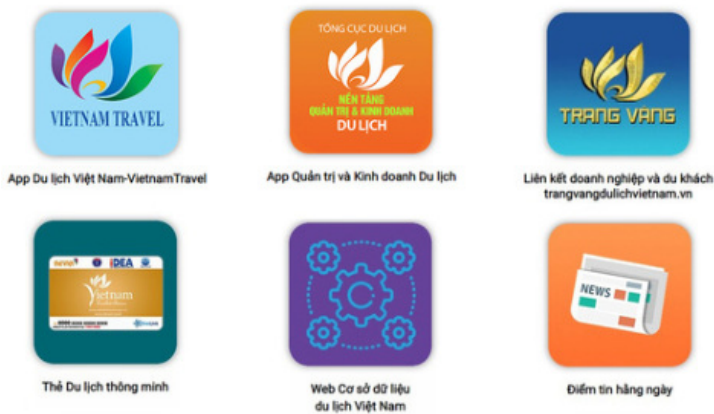 VIETNAM TRAVEL
App Du lịch Việt Nam-VietnamTravel
TỔNG CỤC DU LỊCH
NỀN TẢNG
QUẢN TRỊ & KINH DOANH
DU LỊCH
App Quản trị và Kinh doanh Du lịch
TRANG VÀNG
Liên kết doanh nghiệp và du khách
trangvangdulichvietnam.vn
iDEA
Vietnam
Thẻ Du lịch thông minh
Web Cơ sở dữ liệu
du lịch Việt Nam
NEWS
Điểm tin hằng ngày